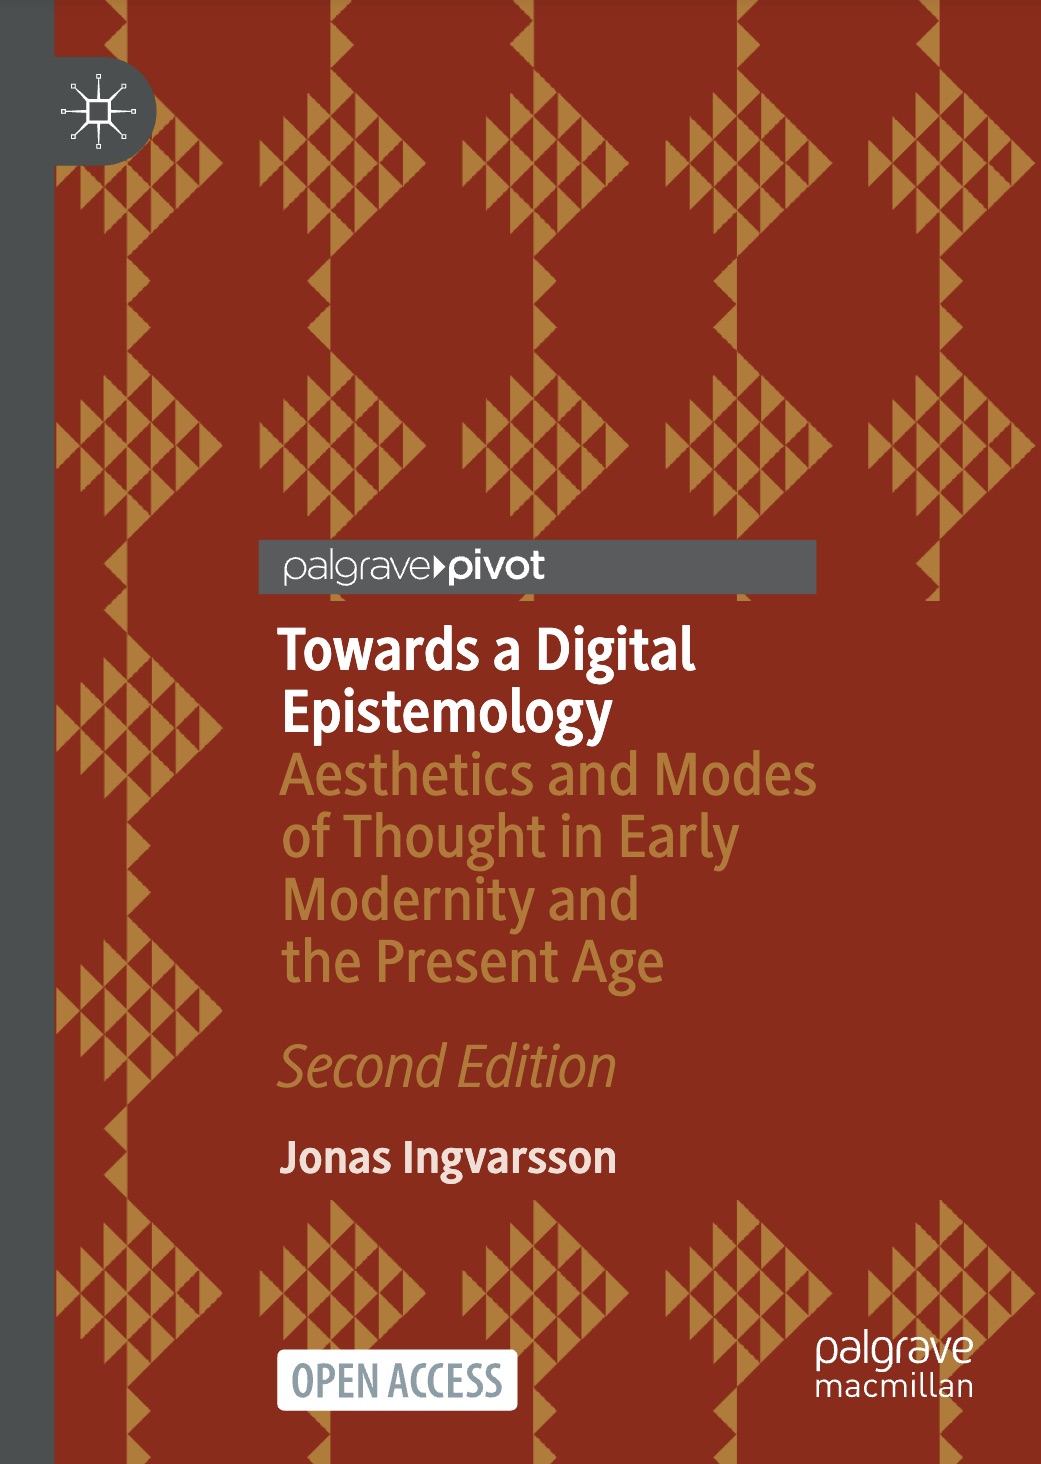 palgrave pivot
Towards a Digital
Epistemology
Aesthetics and Modes
of Thought in Early
Modernity and
the Present Age
Second Edition
Jonas Ingvarsson
OPEN ACCESS
palgrave
macmillan